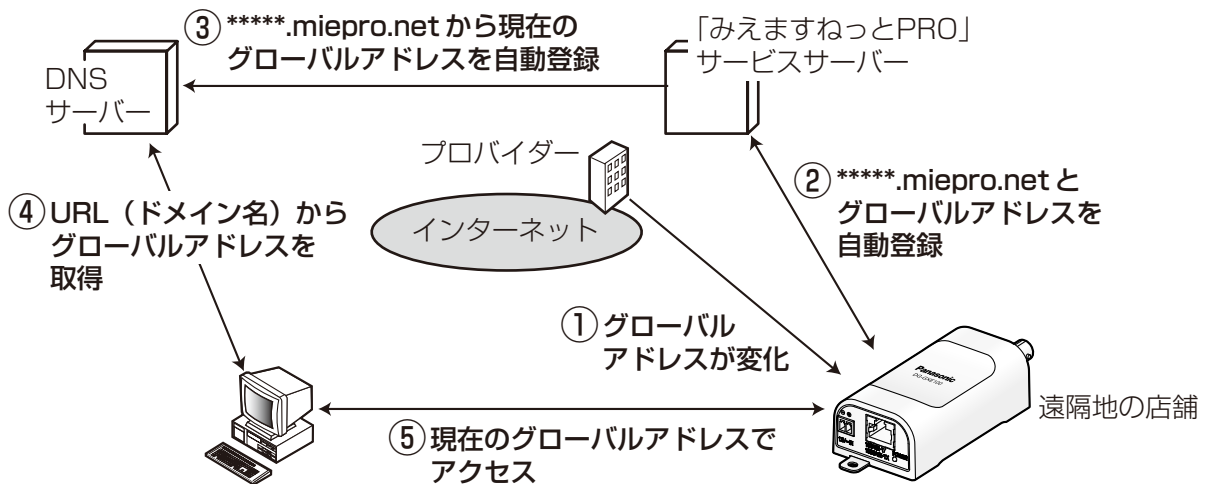 ③*****.miepro.net から現在の
グローバルアドレスを自動登録
「みえますねっとPRO」
サービスサーバー
DNS
サーバー
プロバイダー
インターネット
②*****.miepro.net と
グローバルアドレスを
自動登録
④URL（ドメイン名）から
グローバルアドレスを
取得
①グローバル
アドレスが変化
Panasonic
遠隔地の店舗
⑤現在のグローバルアドレスで
アクセス